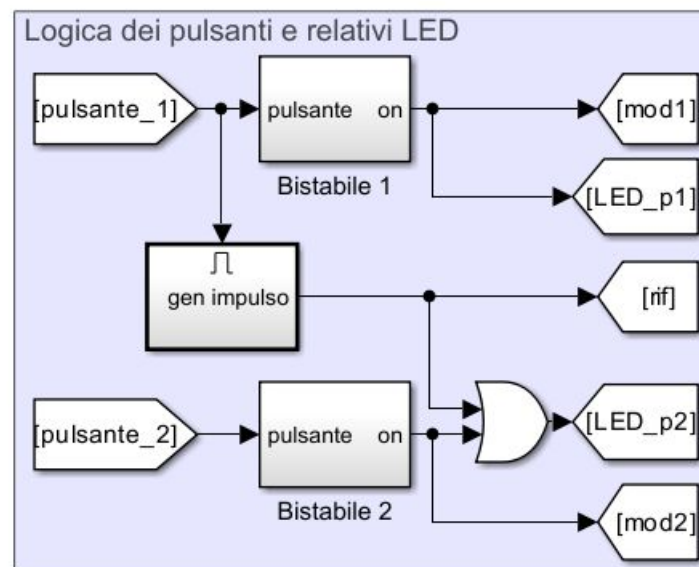 Logica dei pulsanti e relativi LED
[pulsante_1]
pulsante on
Bistabile 1
[mod1]
[LED_p1]
gen impulso
[rif]
[pulsante_2]
pulsante on
Bistabile 2
[LED_p2]
[mod2]